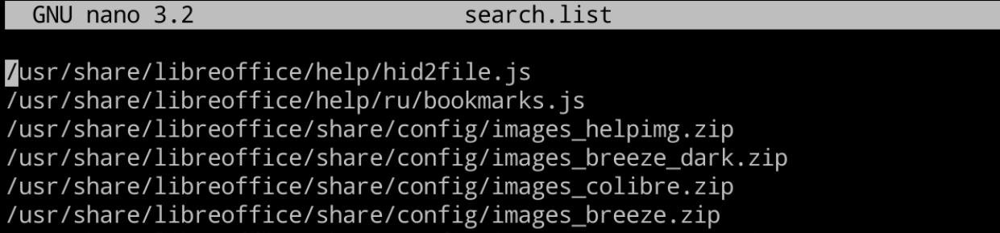 GNU nano 3.2 search.list
/usr/share/libreoffice/help/hid2file.js
/usr/share/libreoffice/help/ru/bookmarks.js
/usr/share/libreoffice/share/config/images_helpimg.zip
/usr/share/libreoffice/share/config/images_breeze_dark.zip
/usr/share/libreoffice/share/config/images_colibre.zip
/usr/share/libreoffice/share/config/images_breeze.zip